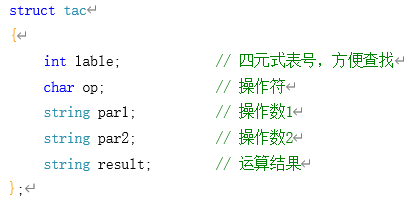 struct tac↵
{↵
int lable; // 四元式表号，方便查找↵
char op; // 操作符↵
string par1; // 操作数1↵
string par2; // 操作数2↵
string result; // 运算结果↵
};↵